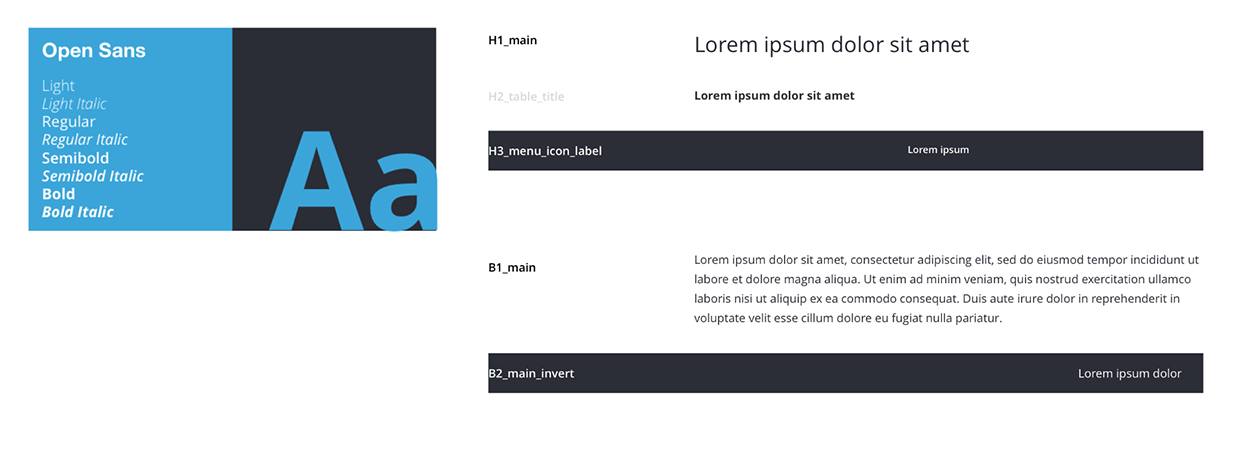 Open Sans
Light
Light Italic
Regular
Regular Italic
Semibold
Semibold Italic
Bold
Bold Italic
Aa
H1_main
Lorem ipsum dolor sit amet
H2_table_title
Lorem ipsum dolor sit amet
H3_menu_icon_label
Lorem ipsum
B1_main
Lorem ipsum dolor sit amet, consectetur adipiscing elit, sed do eiusmod tempor incididunt ut
labore et dolore magna aliqua. Ut enim ad minim veniam, quis nostrud exercitation ullamco
laboris nisi ut aliquip ex ea commodo consequat. Duis aute irure dolor in reprehenderit in
voluptate velit esse cillum dolore eu fugiat nulla pariatur.
B2_main_invert
Lorem ipsum dolor